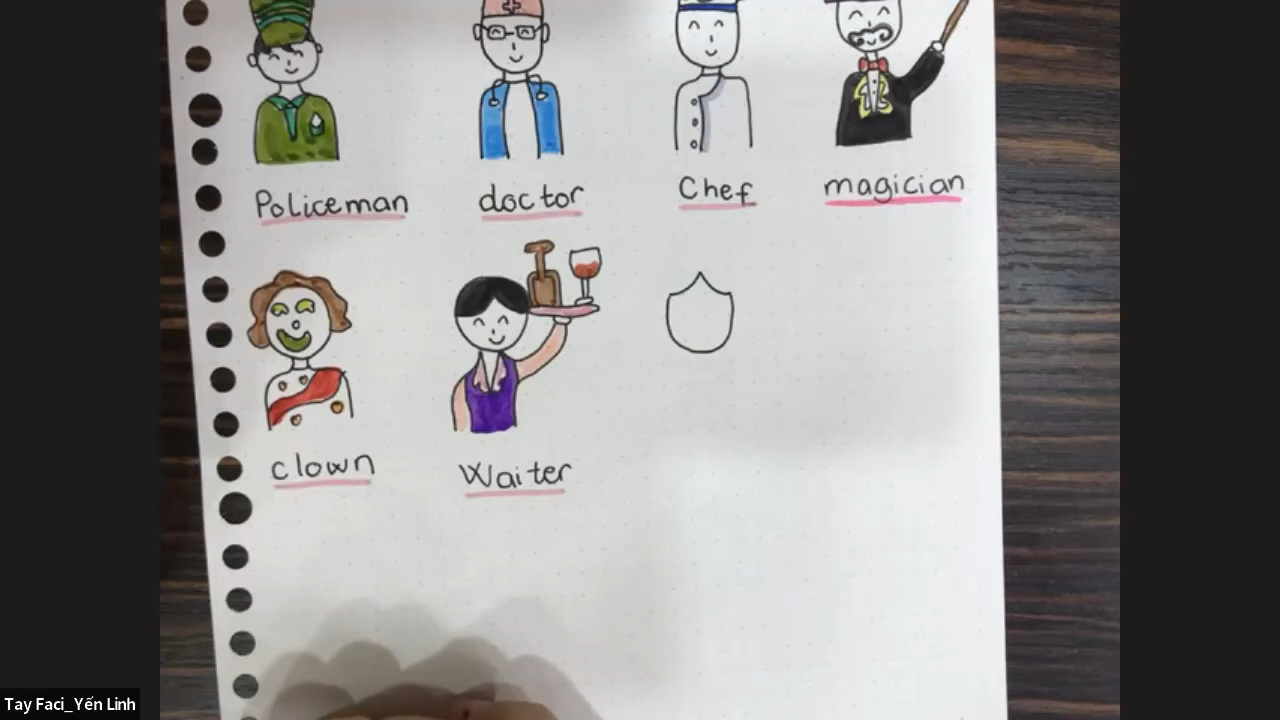 Policeman doctor Chef magician
clown Waiter
Tay Faci_Yến Linh